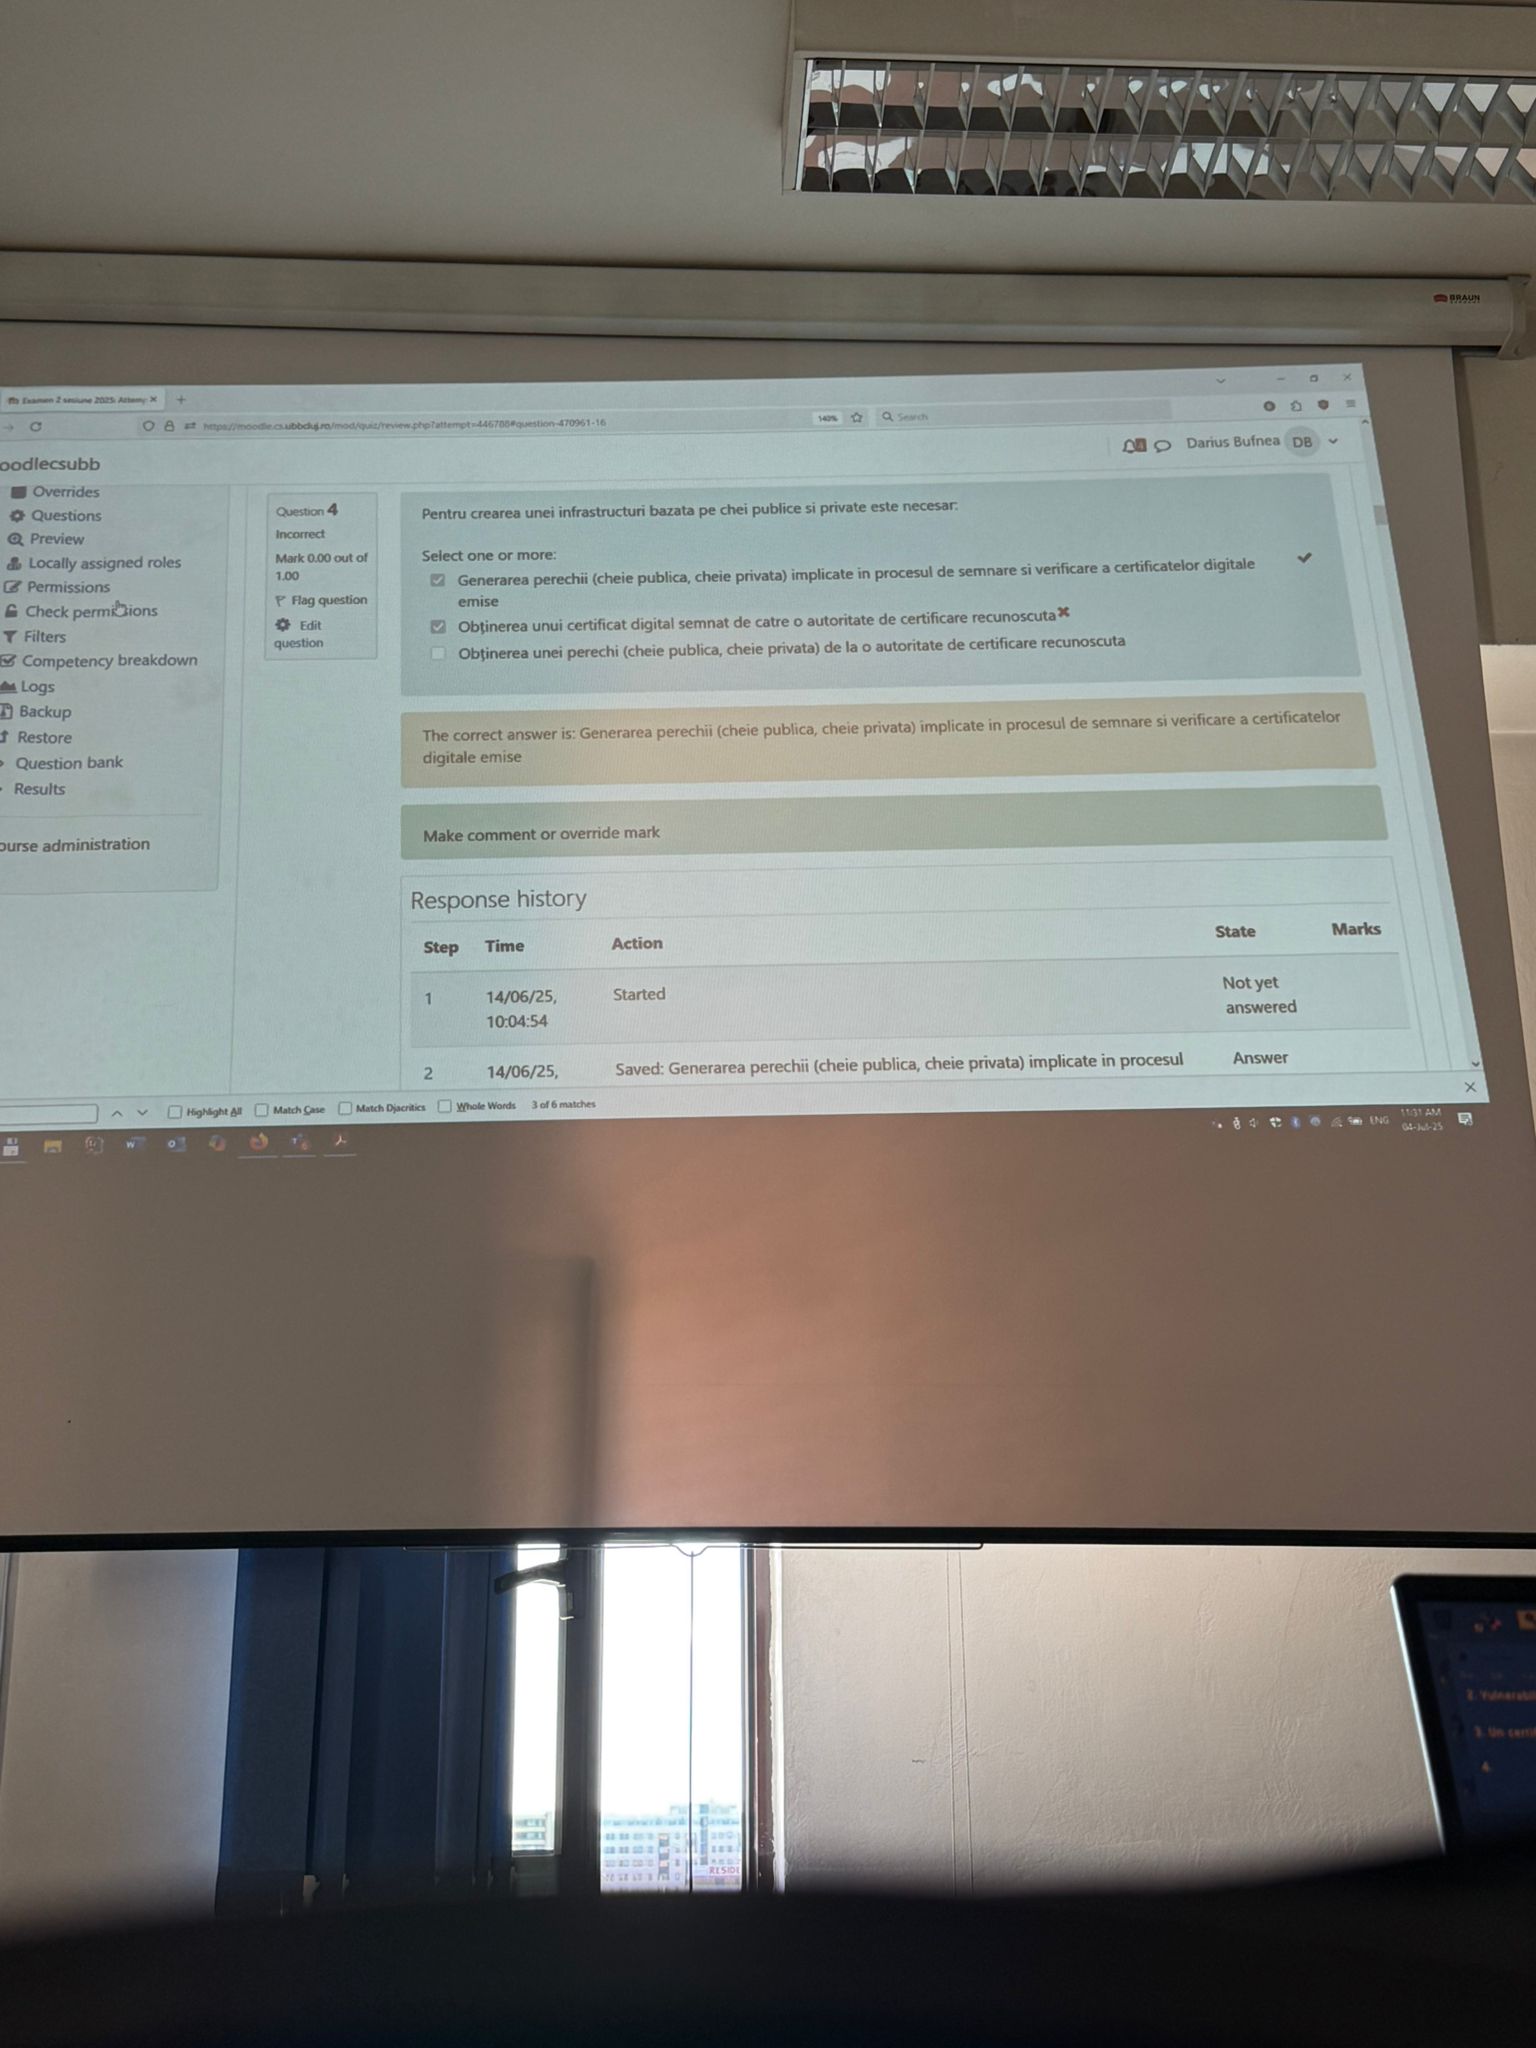 BRAUN
Examen 2 sesiune 2025: Attemp
https://moodle.cs.ubbcluj.ro/mod/quiz/review.php?attempt=446788#question-470961-16
140%
Search
oodlecsubb
Darius Bufnea
DB
Overrides
Questions
Preview
Locally assigned roles
Permissions
Check permissions
Filters
Competency breakdown
Logs
Backup
Restore
Question bank
Results
ourse administration
Question 4
Incorrect
Mark 0.00 out of
1.00
Flag question
Edit
question
Pentru crearea unei infrastructuri bazata pe chei publice si private este necesar:
Select one or more:
Generarea perechii (cheie publica, cheie privata) implicate in procesul de semnare si verificare a certificatelor digitale
emise
Obținerea unui certificat digital semnat de catre o autoritate de certificare recunoscuta
Obținerea unei perechi (cheie publica, cheie privata) de la o autoritate de certificare recunoscuta
The correct answer is: Generarea perechii (cheie publica, cheie privata) implicate in procesul de semnare si verificare a certificatelor
digitale emise
Make comment or override mark
Response history
Step Time Action State Marks
1 14/06/25, Started Not yet
10:04:54 answered
2 14/06/25, Saved: Generarea perechii (cheie publica, cheie privata) implicate in procesul Answer
Highlight All Match Case Match Diacritics Whole Words 3 of 6 matches
ENG
11:31 AM
04-Jul-25
RESIDE
2. Vulnerabil
3. Un certif
4.